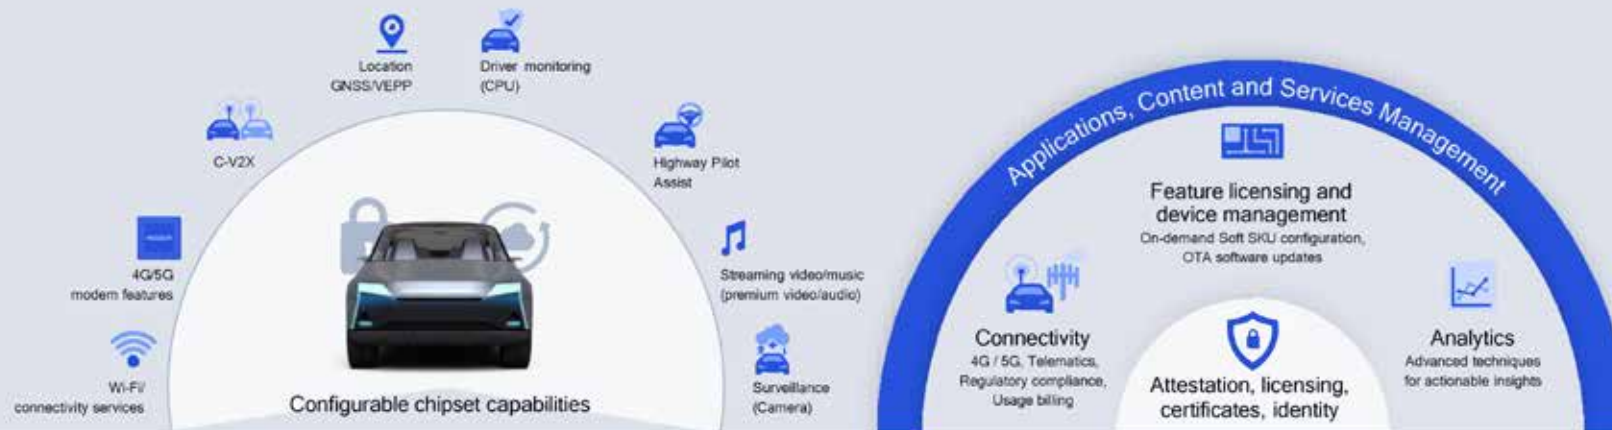 Location
GNSS/VEPP
Driver monitoring
(CPU)
C-V2X
Highway Pilot
Assist
4G/5G
modem features
Streaming video/music
(premium video/audio)
Wi-Fi/
connectivity services
Surveillance
(Camera)
Configurable chipset capabilities
Applications, Content and Services Management
Feature licensing and
device management
On-demand Soft SKU configuration,
OTA software updates
Connectivity
4G / 5G, Telematics,
Regulatory compliance,
Usage billing
Analytics
Advanced techniques
for actionable insights
Attestation, licensing,
certificates, identity